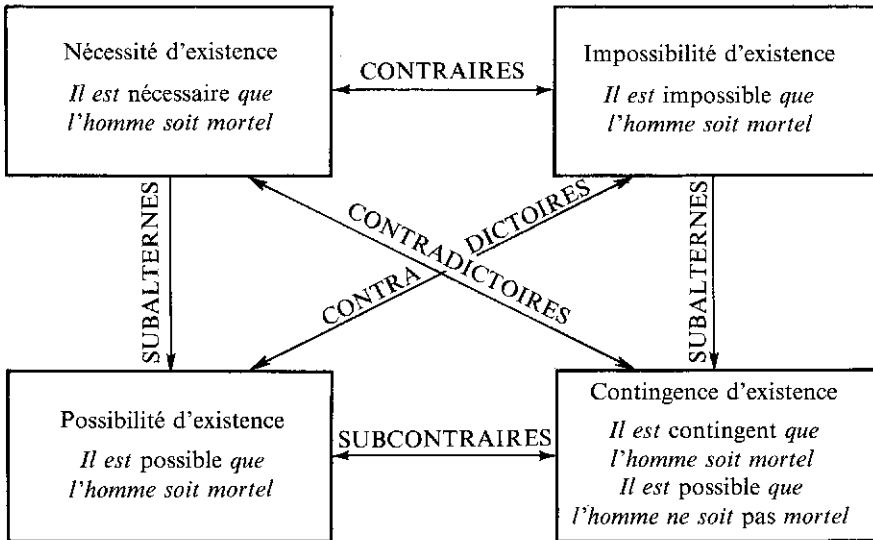 Nécessité d'existence
Il est nécessaire que
l'homme soit mortel
CONTRAIRES
Impossibilité d'existence
Il est impossible que
l'homme soit mortel
SUBALTERNES
CONTRADICTOIRES
CONTRA DICTOIRES
SUBALTERNES
Possibilité d'existence
Il est possible que
l'homme soit mortel
SUBCONTRAIRES
Contingence d'existence
Il est contingent que
l'homme soit mortel
Il est possible que
l'homme ne soit pas mortel